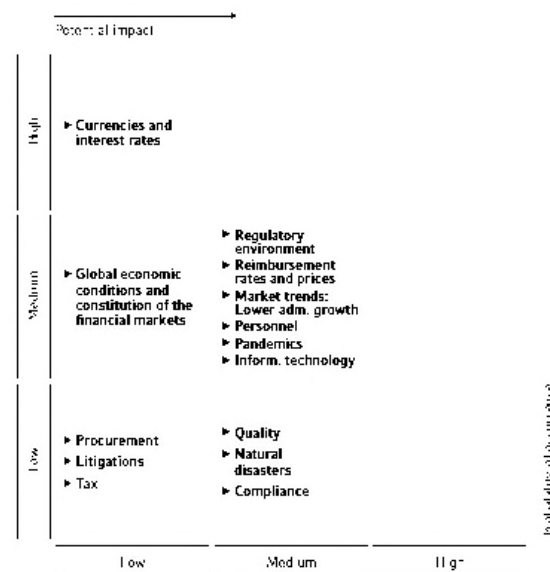 Potential impact
High
► Currencies and
interest rates
Medium
► Global economic
conditions and
constitution of the
financial markets
► Regulatory
environment
► Reimbursement
rates and prices
► Market trends:
Lower adm. growth
► Personnel
► Pandemics
► Inform. technology
Low
► Procurement
► Litigations
► Tax
► Quality
► Natural
disasters
► Compliance
Low
Medium
High